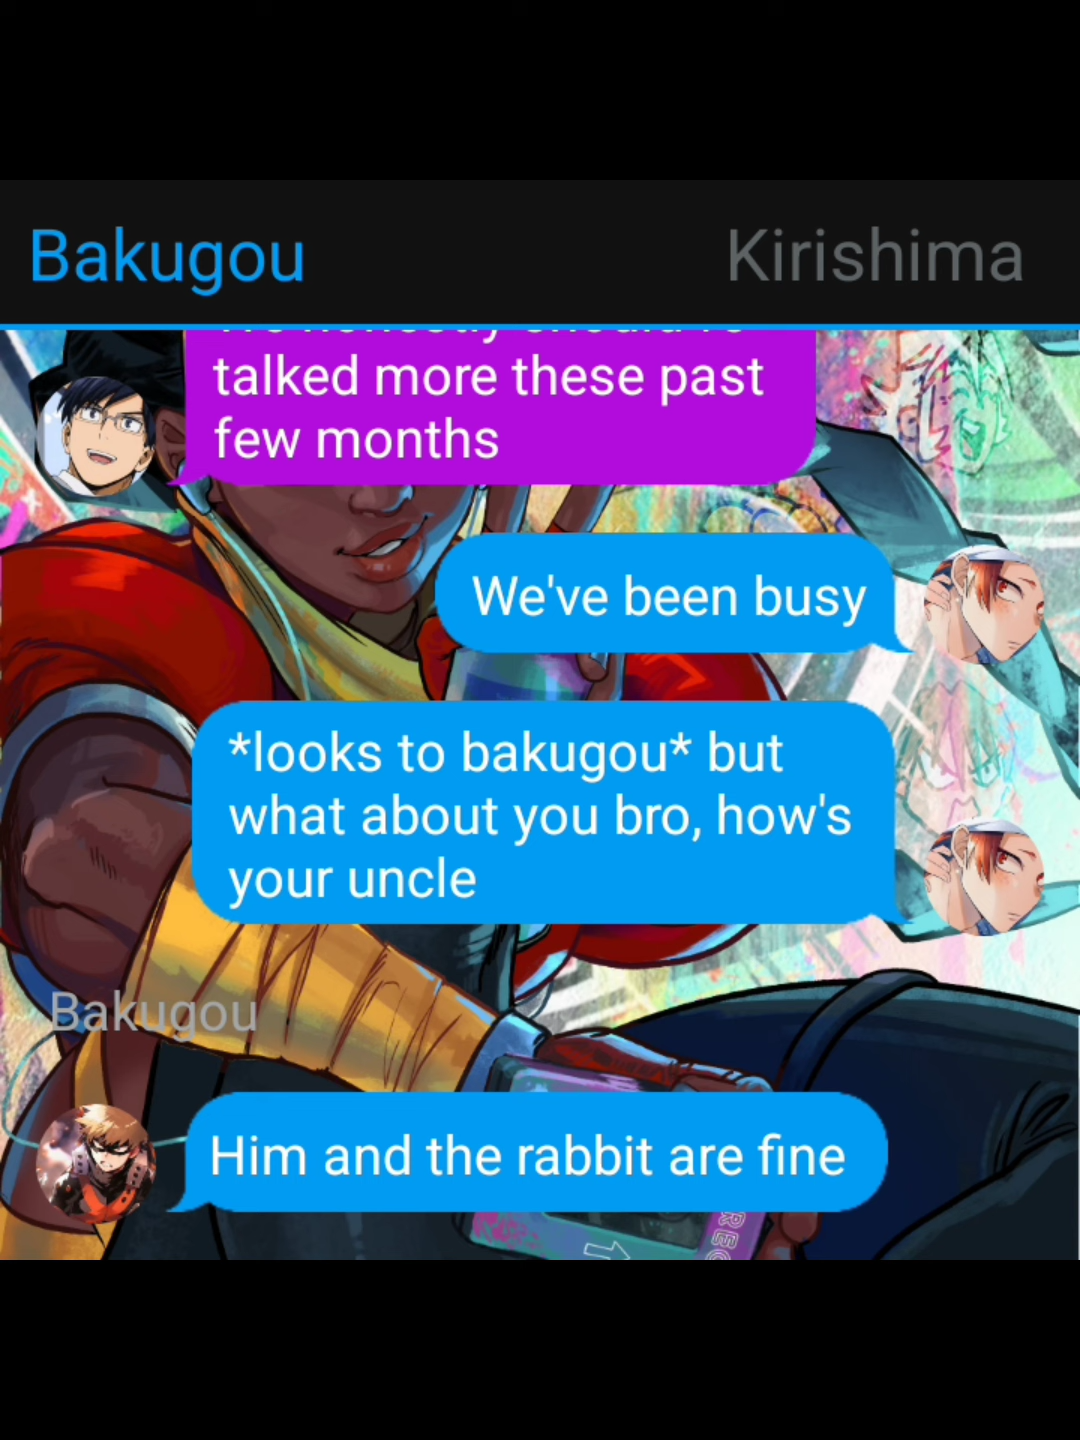 Bakugou
Kirishima
talked more these past
few months
We've been busy
*looks to bakugou* but
what about you bro, how's
your uncle
Bakugou
Him and the rabbit are fine